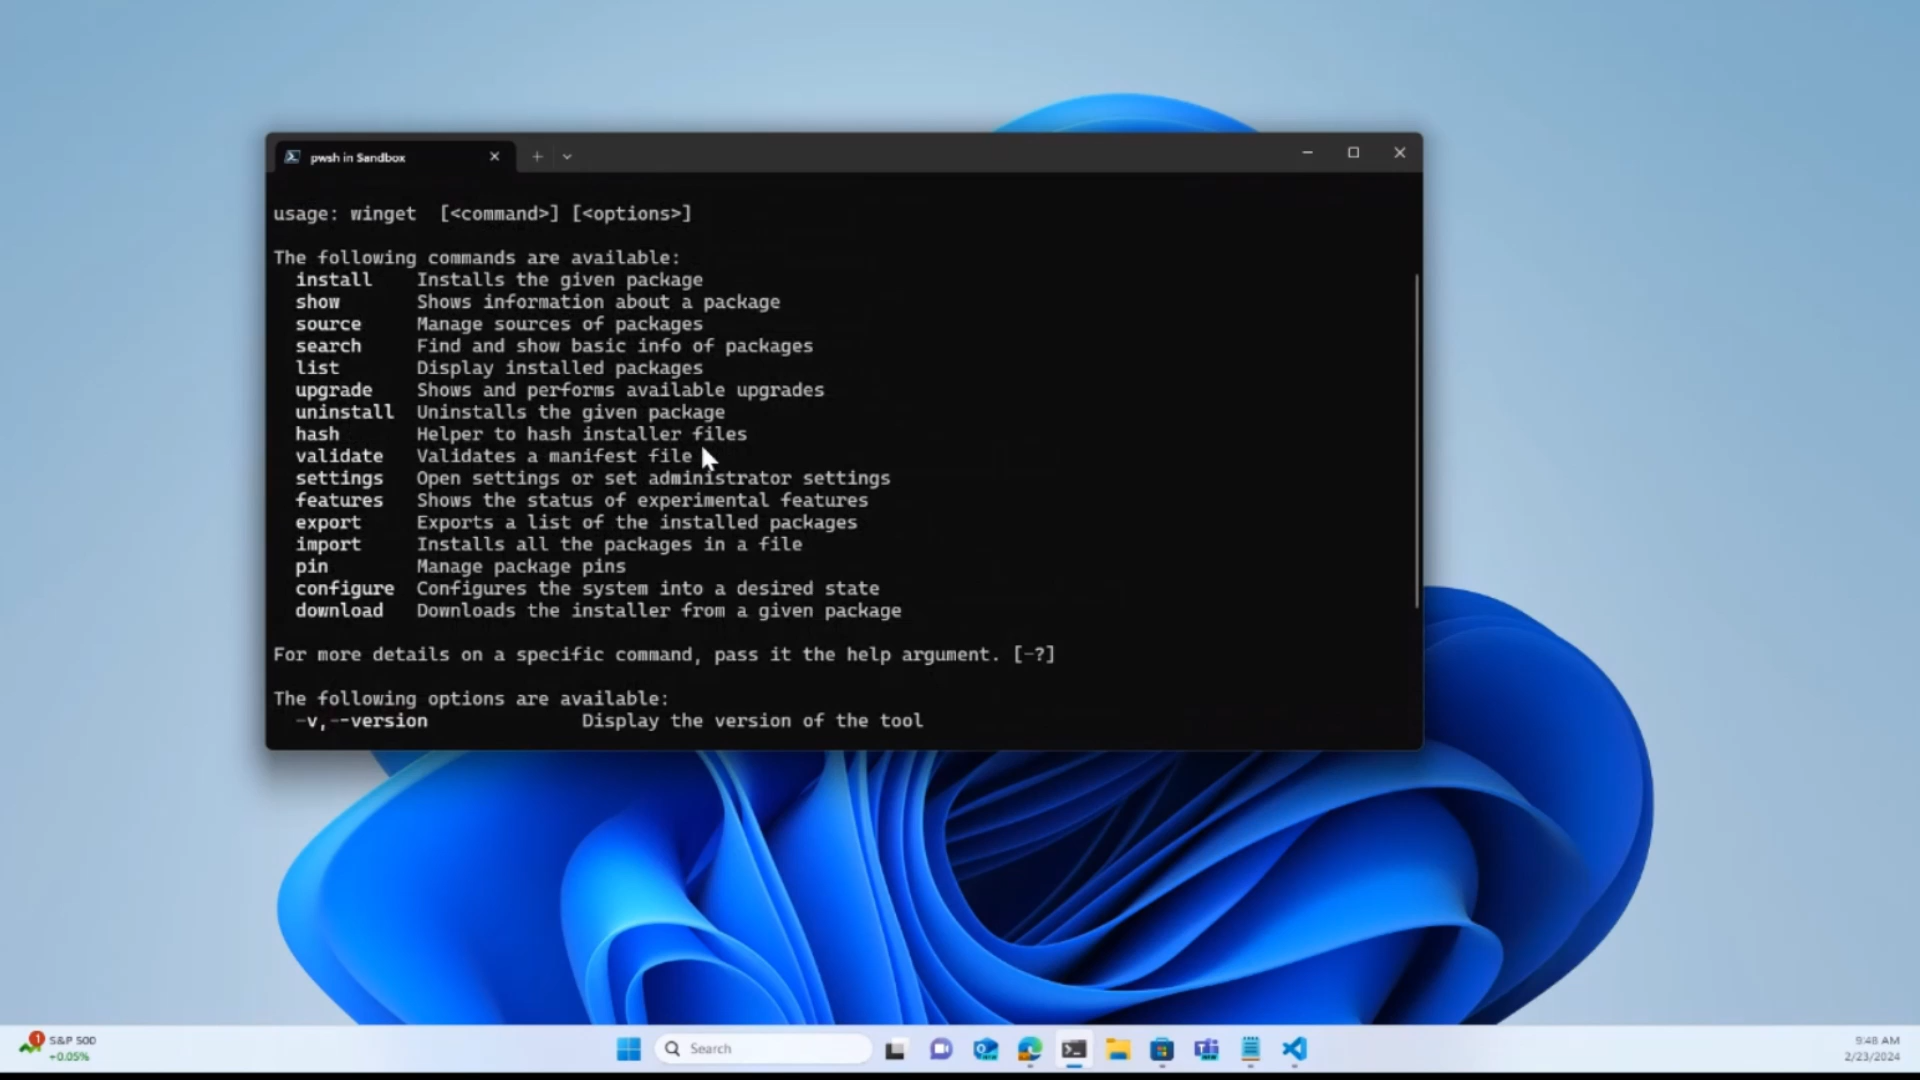 pwsh in Sandbox
usage: winget [<command>] [<options>]
The following commands are available:
install Installs the given package
show Shows information about a package
source Manage sources of packages
search Find and show basic info of packages
list Display installed packages
upgrade Shows and performs available upgrades
uninstall Uninstalls the given package
hash Helper to hash installer files
validate Validates a manifest file
settings Open settings or set administrator settings
features Shows the status of experimental features
export Exports a list of the installed packages
import Installs all the packages in a file
pin Manage package pins
configure Configures the system into a desired state
download Downloads the installer from a given package
For more details on a specific command, pass it the help argument. [-?]
The following options are available:
-v,--version Display the version of the tool
1
S&P 500
+0.05%
Search
9:48 AM
2/23/2024